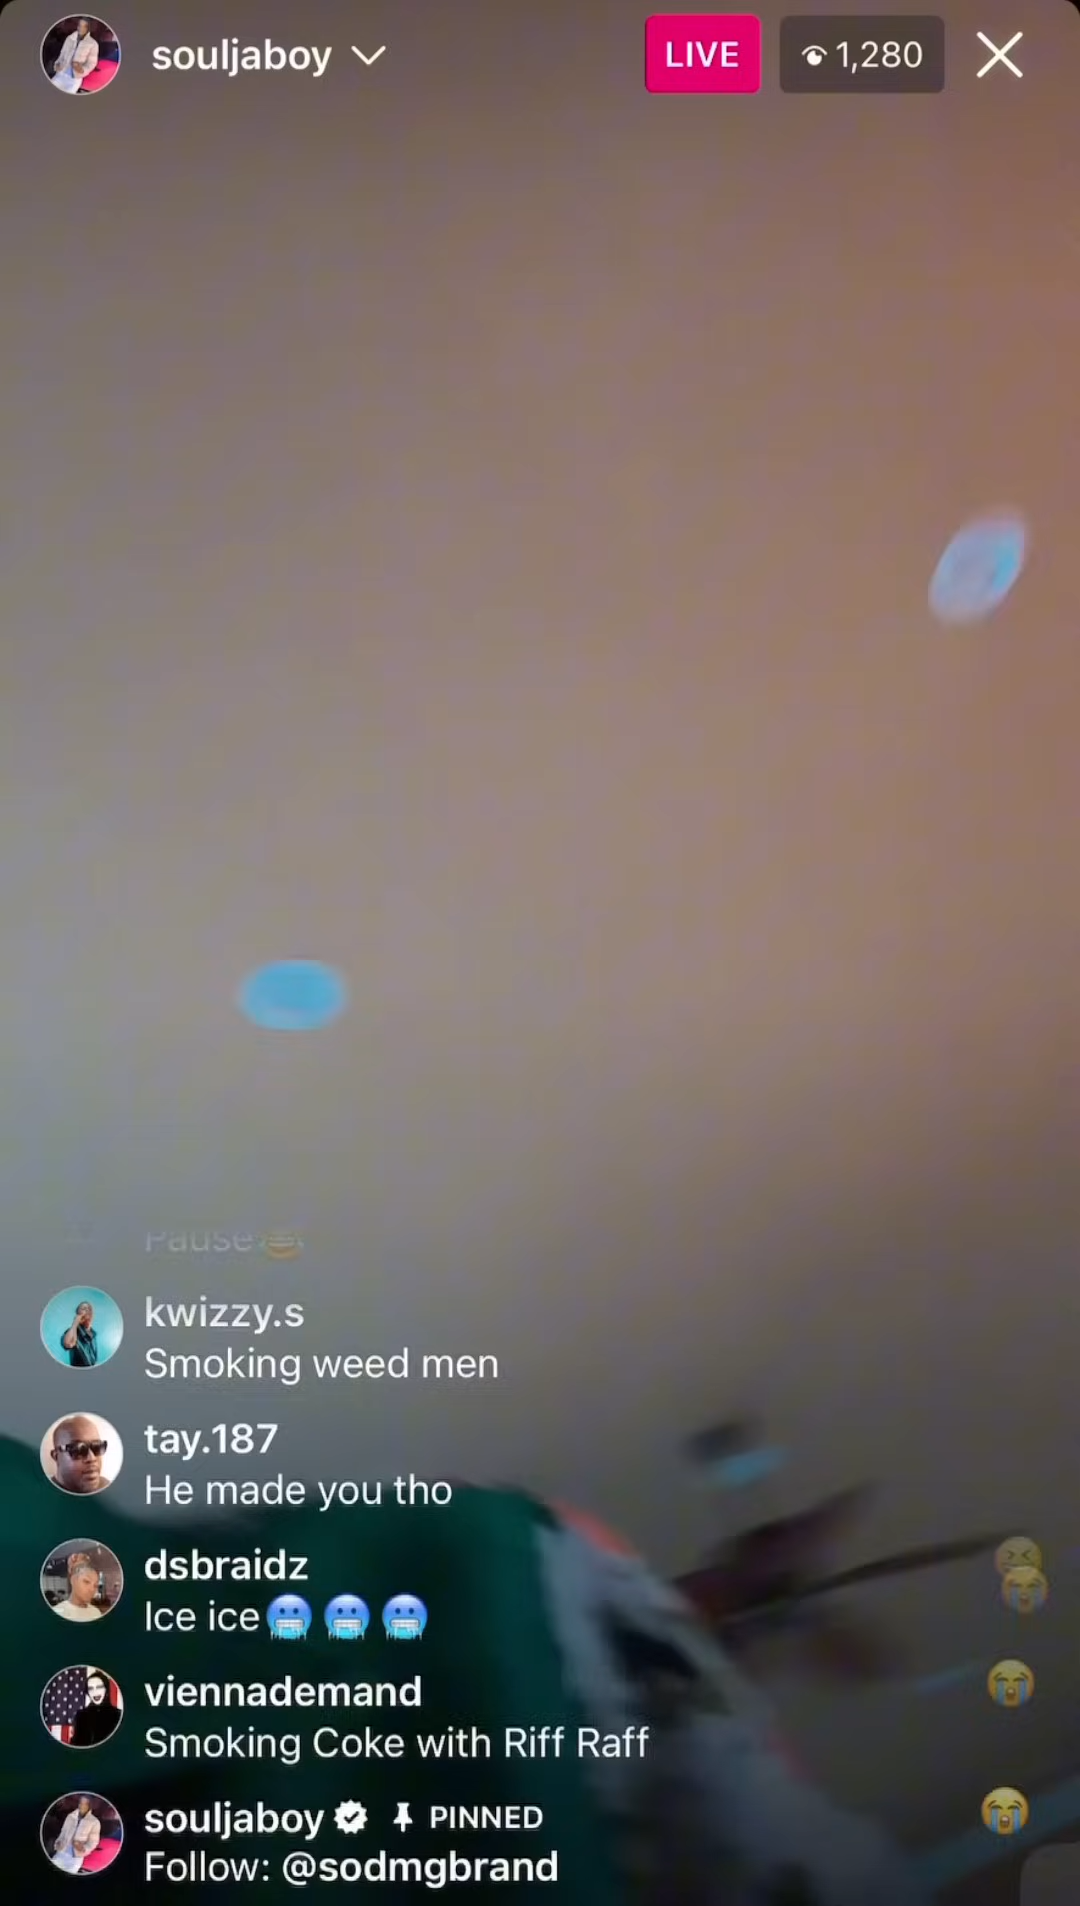 souljaboy
LIVE
1,280
Pause😂
kwizzy.s
Smoking weed men
tay.187
He made you tho
dsbraidz
Ice ice🥶🥶🥶
viennademand
Smoking Coke with Riff Raff
souljaboy PINNED
Follow: @sodmgbrand